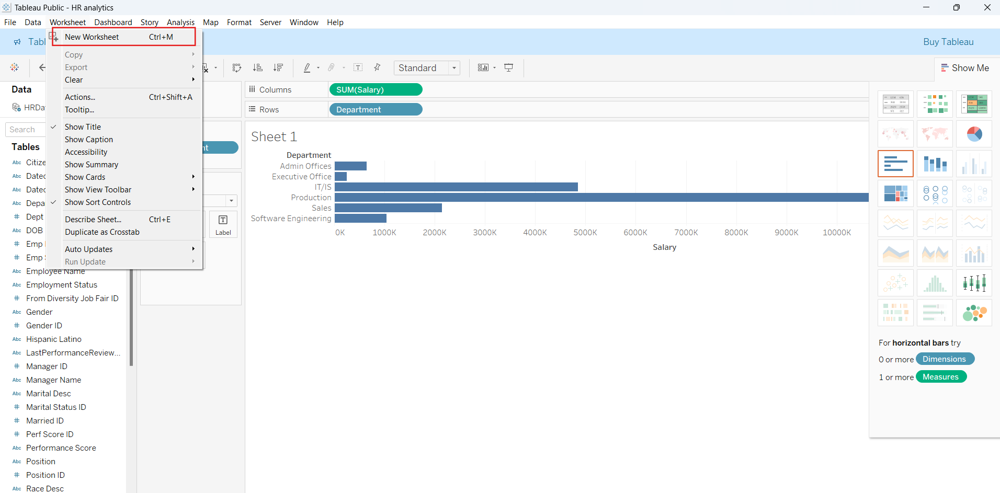 Tableau Public - HR analytics
File Data Worksheet Dashboard Story Analysis Map Format Server Window Help
New Worksheet Ctrl+M
Buy Tableau
Copy
Export
Clear
Actions... Ctrl+Shift+A
Tooltip...
Show Title
Show Caption
Accessibility
Show Summary
Show Cards
Show View Toolbar
Show Sort Controls
Describe Sheet... Ctrl+E
Duplicate as Crosstab
Auto Updates
Run Update
Standard
Show Me
Data
Search
Tables
Abc
Abc
Abc
Abc
# Dept
Abc DOB
# Emp
# Emp
Abc Employee Name
Abc Employment Status
# From Diversity Job Fair ID
Abc Gender
# Gender ID
Abc Hispanic Latino
Abc LastPerformanceReview...
# Manager ID
Abc Manager Name
Abc Marital Desc
# Marital Status ID
# Married ID
# Perf Score ID
Abc Performance Score
Abc Position
# Position ID
Abc Race Desc
Label
Columns SUM(Salary)
Rows Department
Sheet 1
Department
Admin Offices
Executive Office
IT/IS
Production
Sales
Software Engineering
0K 1000K 2000K 3000K 4000K 5000K 6000K 7000K 8000K 9000K 10000K
Salary
For horizontal bars try
0 or more Dimensions
1 or more Measures